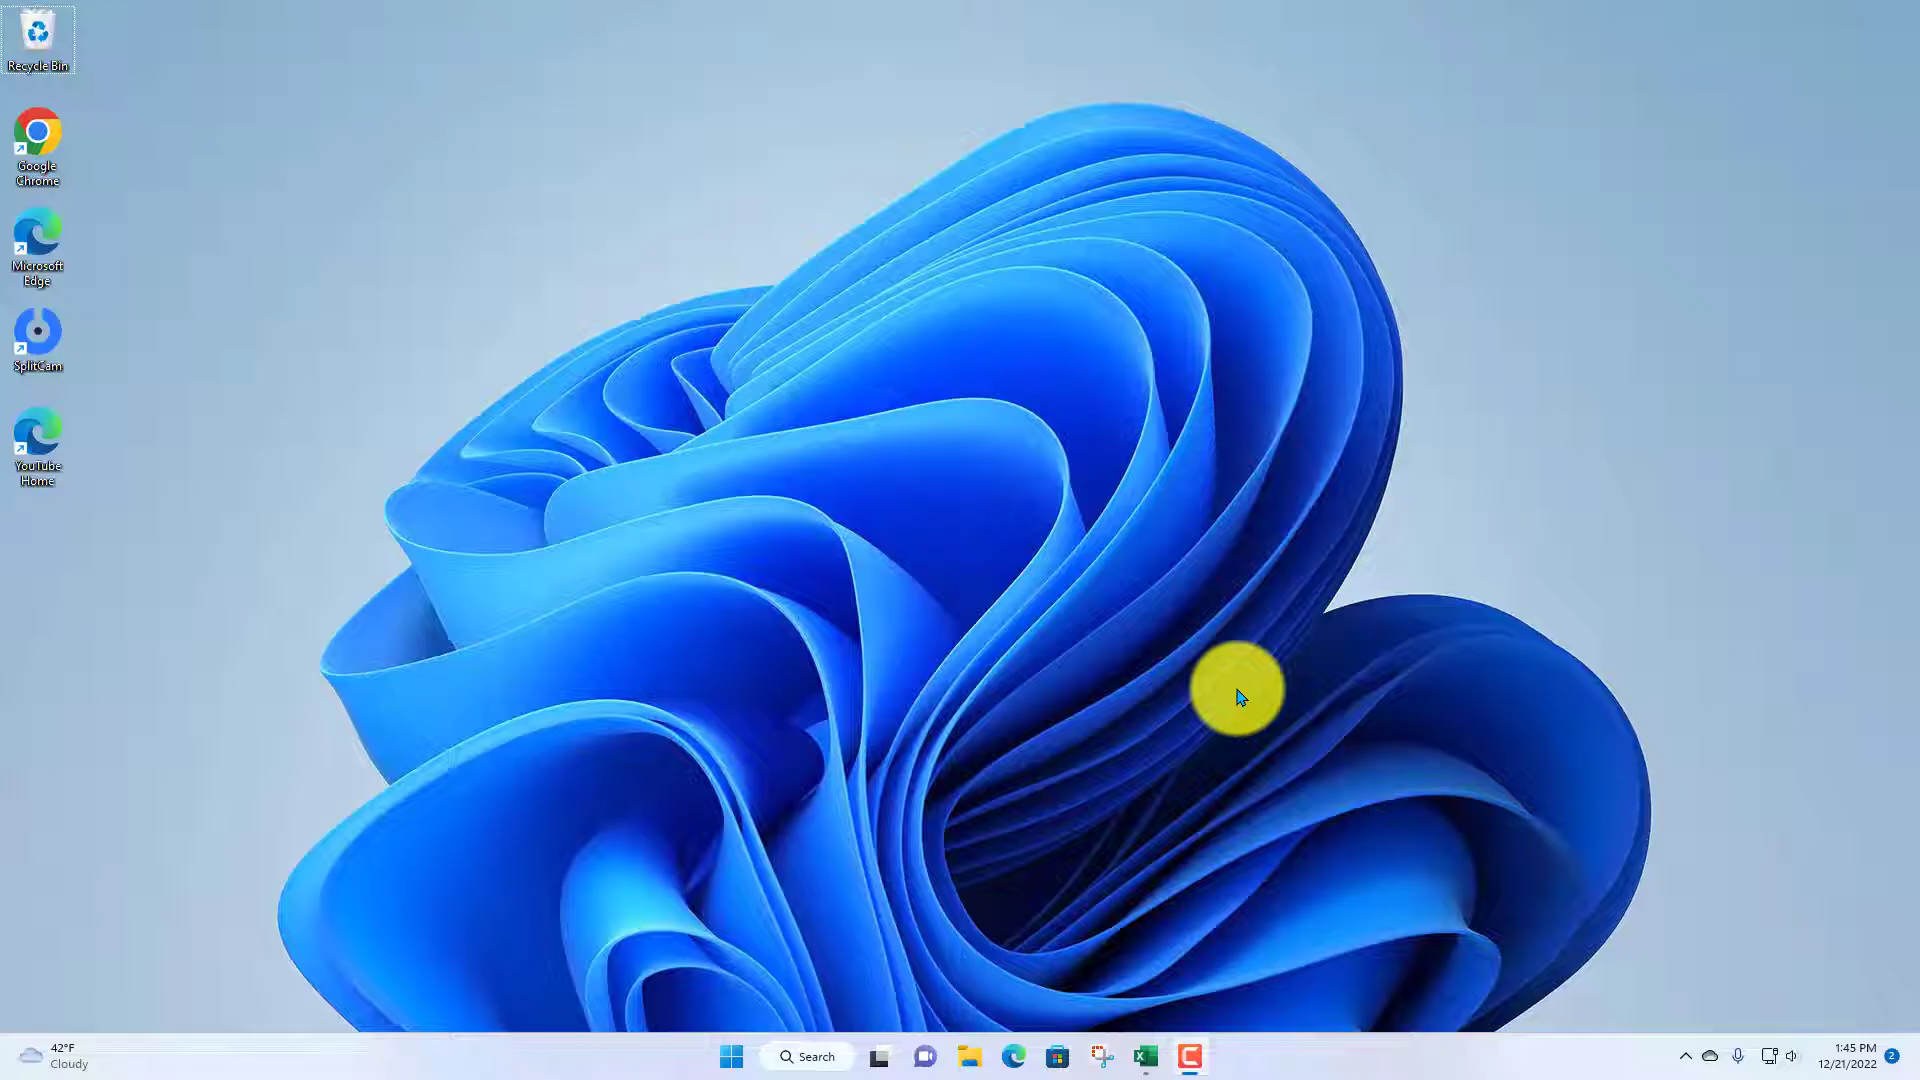 Recycle Bin
Google
Chrome
Microsoft
Edge
SplitCam
YouTube
Home
42°F
Cloudy
Search
1:45 PM
12/21/2022
2